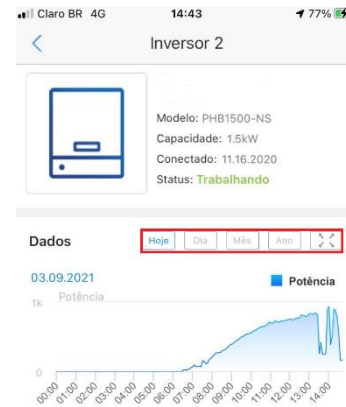 Claro BR 4G 14:43 77%
Inversor 2
Modelo: PHB1500-NS
Capacidade: 1.5kW
Conectado: 11.16.2020
Status: Trabalhando
Dados Hoje Dia Mês Ano
03.09.2021 Potência
1k Potência
0
00:00 01:00 02:00 03:00 04:00 05:00 06:00 07:00 08:00 09:00 10:00 11:00 12:00 13:00 14:00